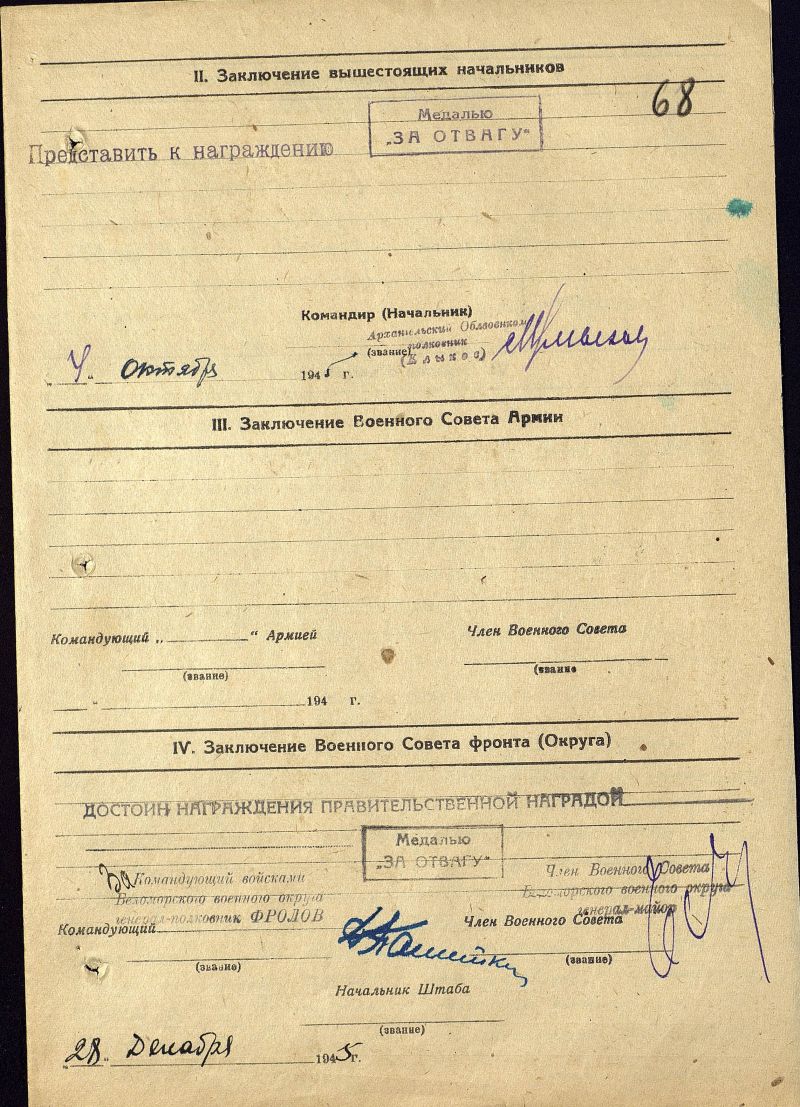 II. Заключение вышестоящих начальников
68
Медалью
„ЗА ОТВАГУ"
Представить к награждению
Командир (Начальник)
Архангельский Облвоенком
полковник
(звание)
„4" Октября 1945 г.
III. Заключение Военного Совета Армии
Командующий „ " Армией
Член Военного Совета
(звание)
(звание
" 194 г.
IV. Заключение Военного Совета фронта (Округа)
ДОСТОИН НАГРАЖДЕНИЯ ПРАВИТЕЛЬСТВЕННОЙ НАГРАДОЙ
Медалью
„ЗА ОТВАГУ"
За Командующий войсками
Беломорского военного округа
генерал-полковник ФРОЛОВ
Член Военного Совета
Беломорского военного округа
генерал-майор
Командующий
Член Военного Совета
(звание)
(звание)
Начальник Штаба
(звание)
„28" Декабря 1945г.